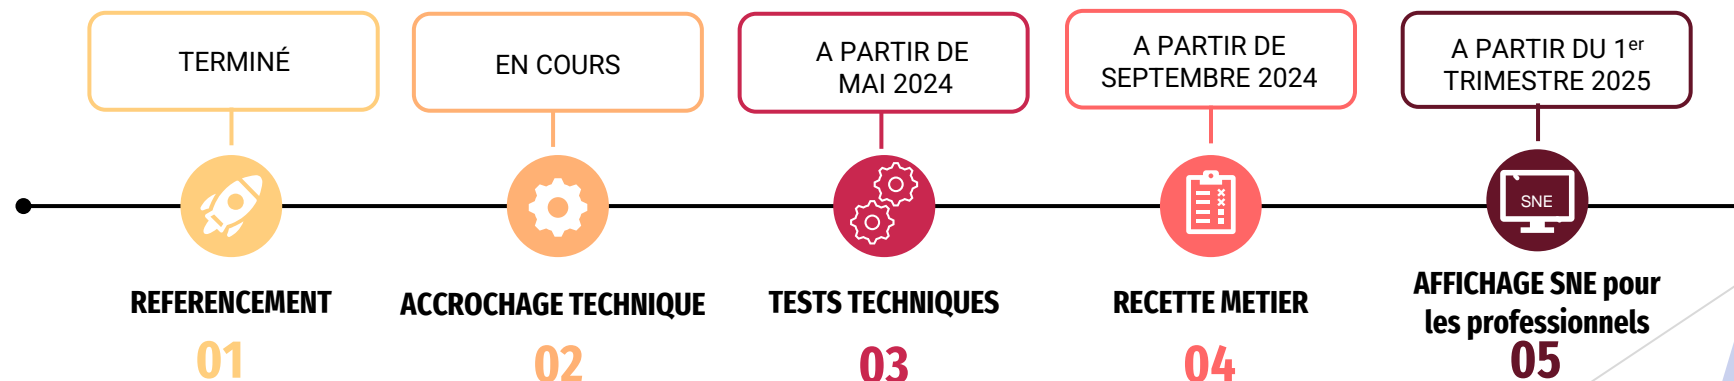 TERMINÉ
EN COURS
A PARTIR DE
MAI 2024
A PARTIR DE
SEPTEMBRE 2024
A PARTIR DU 1er
TRIMESTRE 2025
SNE
REFERENCEMENT
01
ACCROCHAGE TECHNIQUE
02
TESTS TECHNIQUES
03
RECETTE METIER
04
AFFICHAGE SNE pour
les professionnels
05